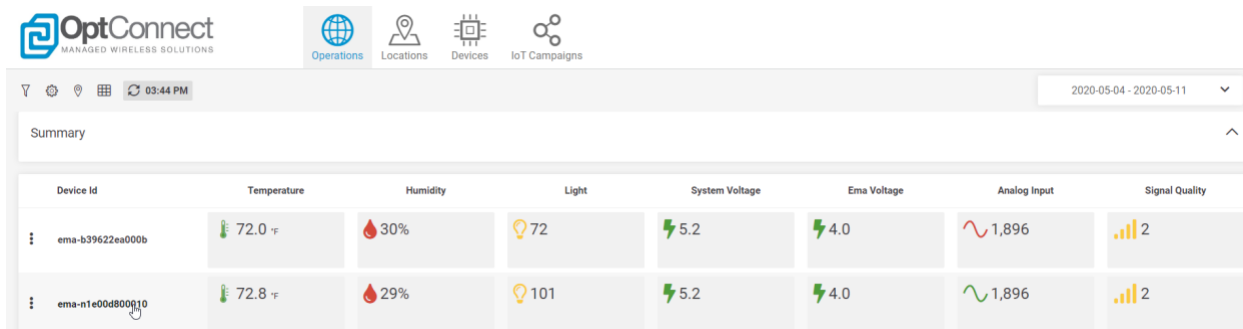 OptConnect
MANAGED WIRELESS SOLUTIONS
Operations Locations Devices IoT Campaigns
03:44 PM 2020-05-04 - 2020-05-11
Summary
Device Id Temperature Humidity Light System Voltage Ema Voltage Analog Input Signal Quality
ema-b39622ea000b 72.0 °F 30% 72 5.2 4.0 1,896 2
ema-n1e00d800010 72.8 °F 29% 101 5.2 4.0 1,896 2